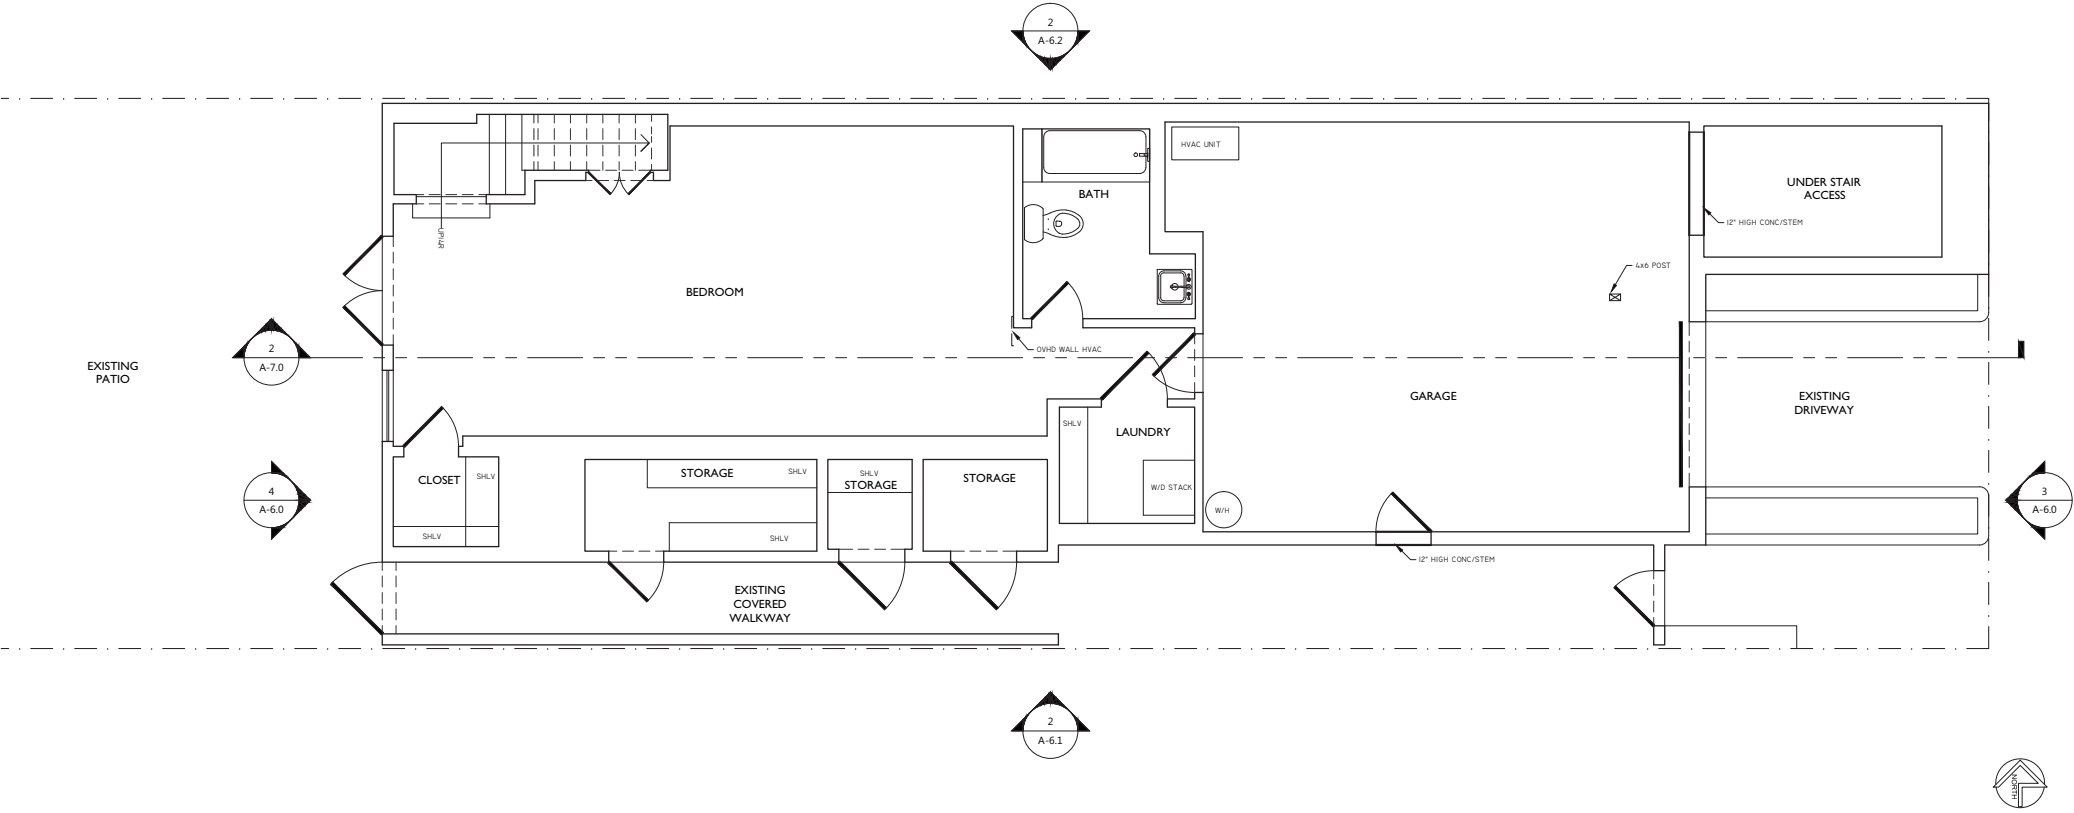 2
A-6.2
HVAC UNIT
BATH
UNDER STAIR
ACCESS
12" HIGH CONC/STEM
UP14R
4x6 POST
BEDROOM
OVHD WALL HVAC
2
A-7.0
EXISTING
PATIO
GARAGE
EXISTING
DRIVEWAY
SHLV
LAUNDRY
CLOSET
SHLV
STORAGE
SHLV
SHLV
STORAGE
STORAGE
W/D STACK
4
A-6.0
3
A-6.0
W/H
SHLV
SHLV
12" HIGH CONC/STEM
EXISTING
COVERED
WALKWAY
2
A-6.1
NORTH